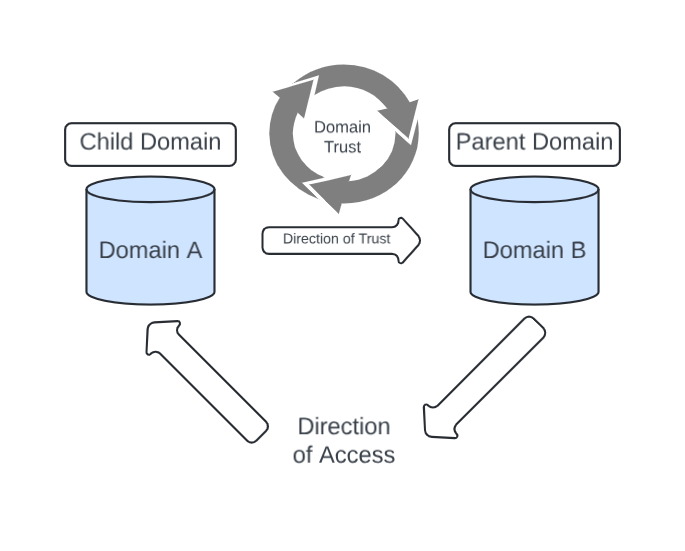 Domain
Trust
Child Domain
Parent Domain
Direction of Trust
Domain A
Domain B
Direction
of Access